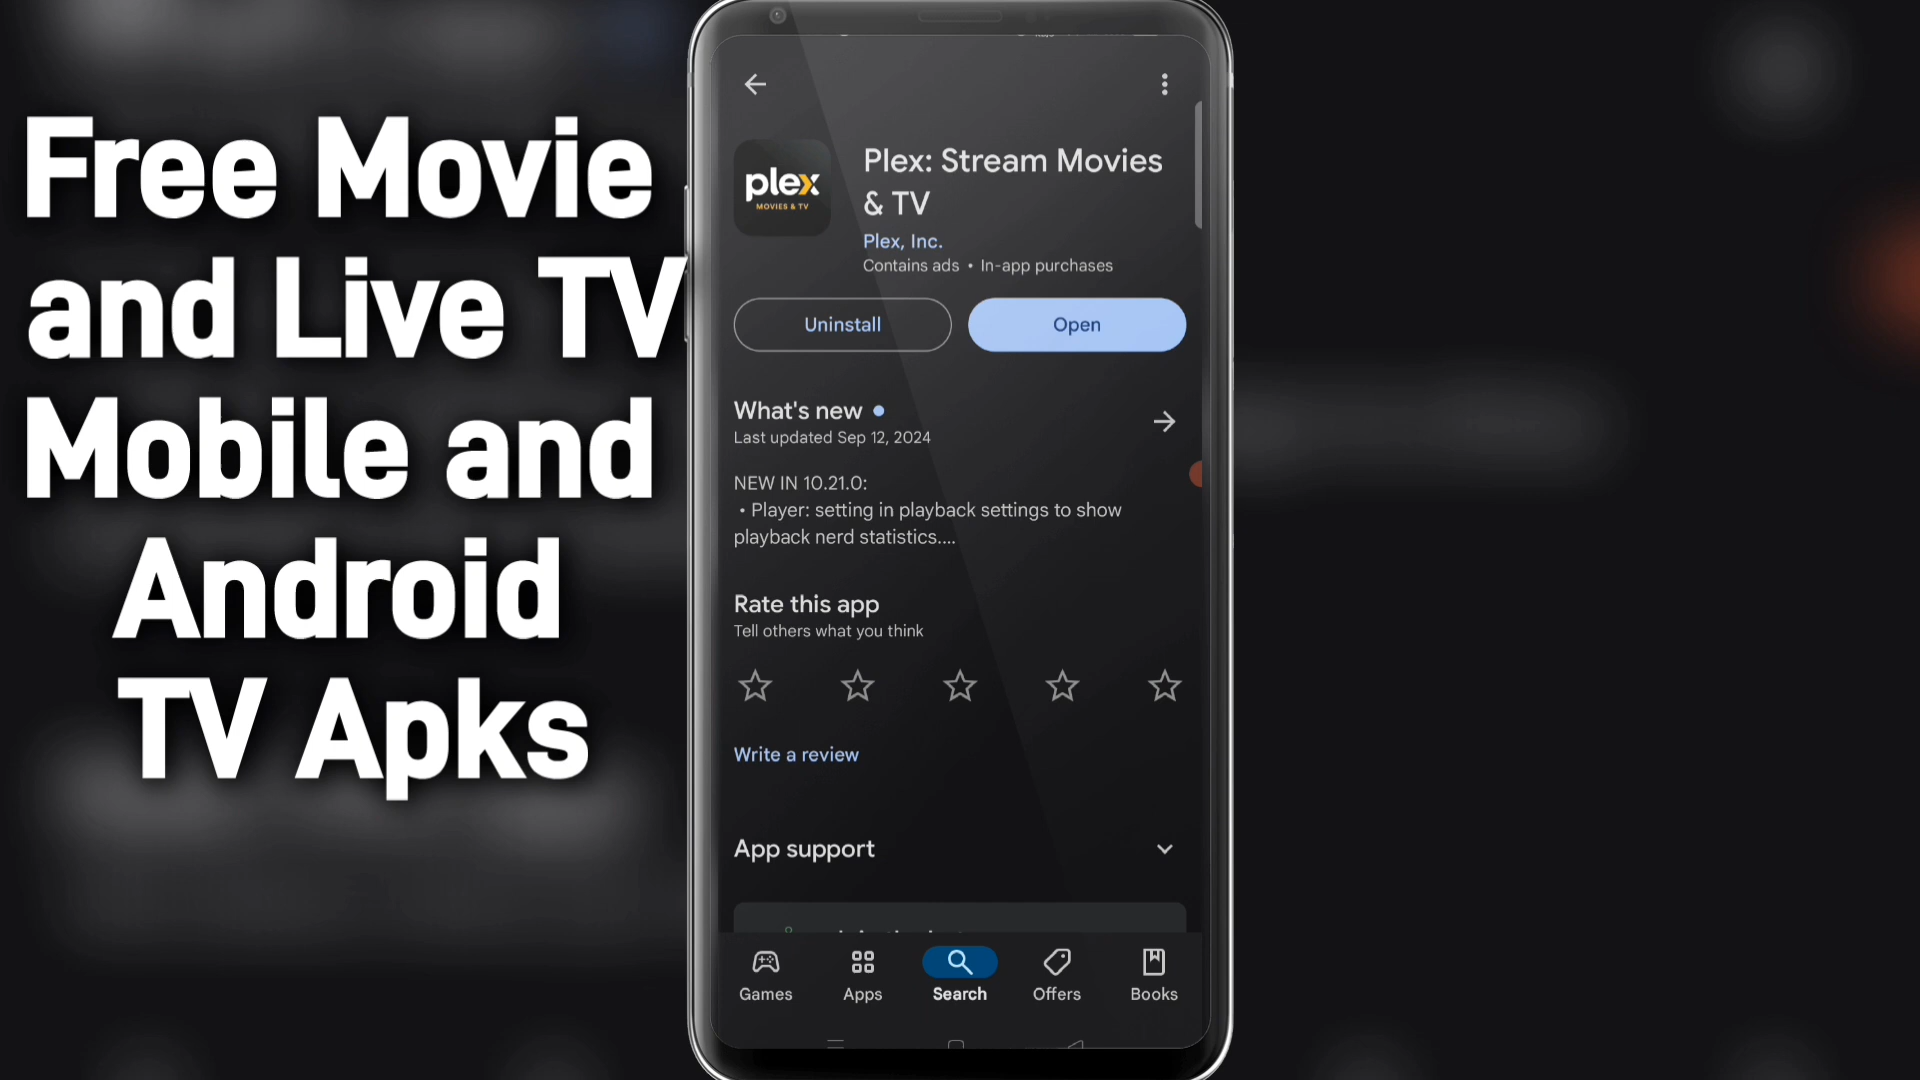 Free Movie
and Live TV
Mobile and
Android
TV Apks
plex
MOVIES & TV
Plex: Stream Movies
& TV
Plex, Inc.
Contains ads • In-app purchases
Uninstall
Open
What's new
Last updated Sep 12, 2024
NEW IN 10.21.0:
• Player: setting in playback settings to show
playback nerd statistics....
Rate this app
Tell others what you think
Write a review
App support
Games
Apps
Search
Offers
Books